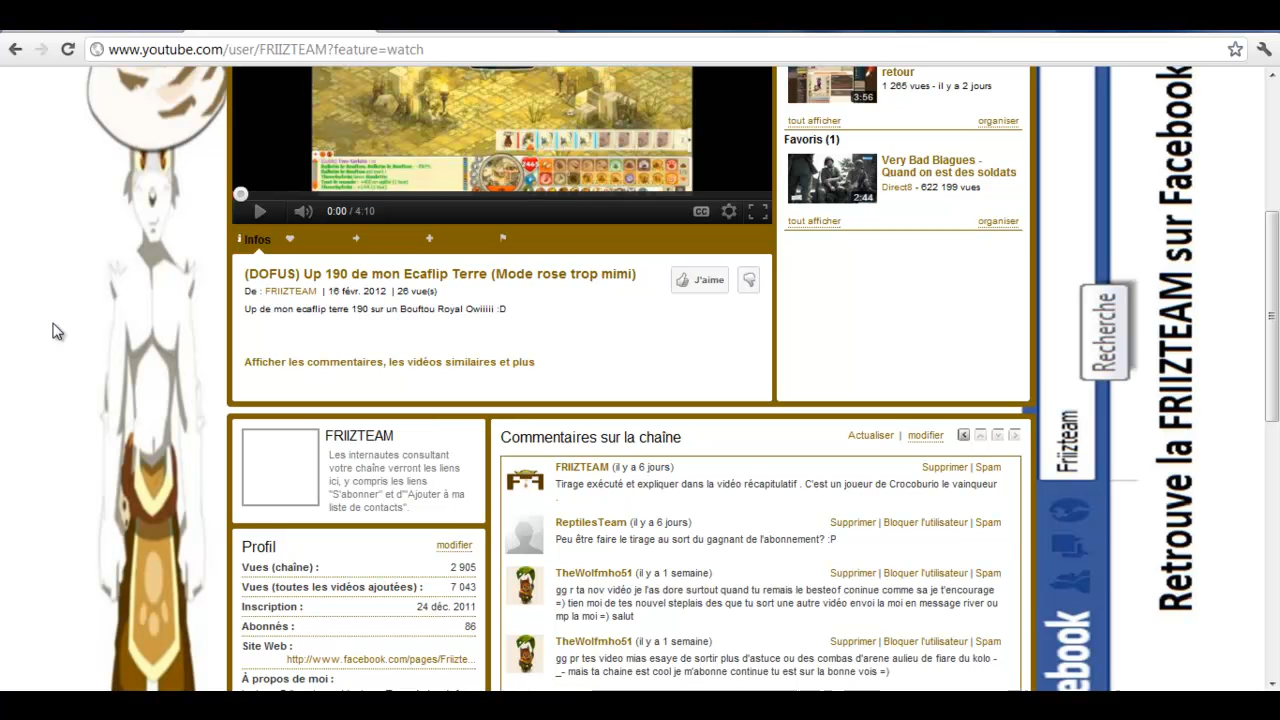 www.youtube.com/user/FRIIZTEAM?feature=watch
retour
1 265 vues - il y a 2 jours
3:56
tout afficher
organiser
Favoris (1)
Very Bad Blagues -
Quand on est des soldats
Direct8 - 622 199 vues
2:44
tout afficher
organiser
0:00 / 4:10
CC
Infos
(DOFUS) Up 190 de mon Ecaflip Terre (Mode rose trop mimi)
J'aime
De : FRIIZTEAM | 16 févr. 2012 | 26 vue(s)
Up de mon ecaflip terre 190 sur un Bouftou Royal Owiiiii :D
Afficher les commentaires, les vidéos similaires et plus
FRIIZTEAM
Les internautes consultant
votre chaîne verront les liens
ici, y compris les liens
"S'abonner" et d'"Ajouter à ma
liste de contacts".
Profil
modifier
Vues (chaîne) : 2 905
Vues (toutes les vidéos ajoutées) : 7 043
Inscription : 24 déc. 2011
Abonnés : 86
Site Web :
http://www.facebook.com/pages/Friizte...
À propos de moi :
Commentaires sur la chaîne
Actualiser | modifier
FRIIZTEAM (il y a 6 jours)
Supprimer | Spam
Tirage exécuté et expliquer dans la vidéo récapitulatif . C'est un joueur de Crocoburio le vainqueur
.
ReptilesTeam (il y a 6 jours)
Supprimer | Bloquer l'utilisateur | Spam
Peu être faire le tirage au sort du gagnant de l'abonnement? :P
TheWolfmho51 (il y a 1 semaine)
Supprimer | Bloquer l'utilisateur | Spam
gg r ta nov vidéo je l'as dore surtout quand tu remais le besteof coninue comme sa je t'encourage
=) tien moi de tes nouvel steplais des que tu sort une autre vidéo envoi la moi en message river ou
mp la moi =) salut
TheWolfmho51 (il y a 1 semaine)
Supprimer | Bloquer l'utilisateur | Spam
gg pr tes video mias esaye de sortir plus d'astuce ou des combas d'arene aulieu de fiare du kolo -
_- mais ta chaine est cool je m'abonne continue tu est sur la bonne vois =)
Friizteam
Recherche
ebook
Retrouve la FRIIZTEAM sur Facebook